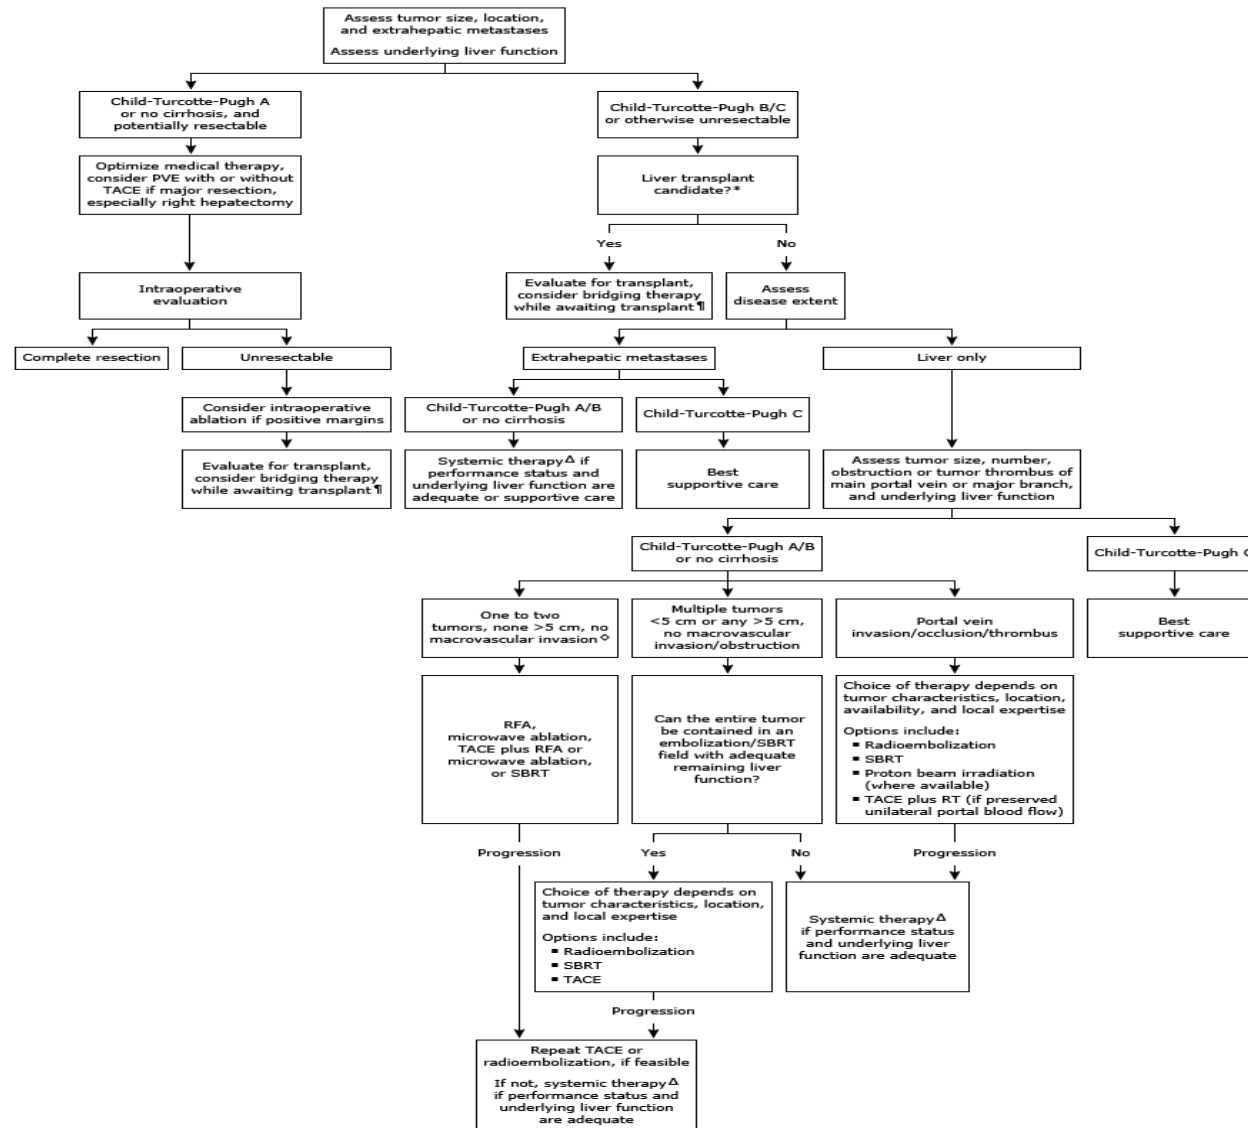 Assess tumor size, location,
and extrahepatic metastases
Assess underlying liver function
Child-Turcotte-Pugh A
or no cirrhosis, and
potentially resectable
Child-Turcotte-Pugh B/C
or otherwise unresectable
Optimize medical therapy,
consider PVE with or without
TACE if major resection,
especially right hepatectomy
Liver transplant
candidate?*
Yes
No
Intraoperative
evaluation
Evaluate for transplant,
consider bridging therapy
while awaiting transplant¶
Assess
disease extent
Complete resection
Unresectable
Extrahepatic metastases
Liver only
Consider intraoperative
ablation if positive margins
Child-Turcotte-Pugh A/B
or no cirrhosis
Child-Turcotte-Pugh C
Evaluate for transplant,
consider bridging therapy
while awaiting transplant¶
Systemic therapyΔ if
performance status and
underlying liver function are
adequate or supportive care
Best
supportive care
Assess tumor size, number,
obstruction or tumor thrombus of
main portal vein or major branch,
and underlying liver function
Child-Turcotte-Pugh A/B
or no cirrhosis
Child-Turcotte-Pugh C
One to two
tumors, none >5 cm, no
macrovascular invasion◇
Multiple tumors
<5 cm or any >5 cm,
no macrovascular
invasion/obstruction
Portal vein
invasion/occlusion/thrombus
Best
supportive care
RFA,
microwave ablation,
TACE plus RFA or
microwave ablation,
or SBRT
Can the entire tumor
be contained in an
embolization/SBRT
field with adequate
remaining liver
function?
Choice of therapy depends on
tumor characteristics, location,
availability, and local expertise
Options include:
▪ Radioembolization
▪ SBRT
▪ Proton beam irradiation
(where available)
▪ TACE plus RT (if preserved
unilateral portal blood flow)
Progression
Yes
No
Progression
Choice of therapy depends on
tumor characteristics, location,
and local expertise
Options include:
▪ Radioembolization
▪ SBRT
▪ TACE
Systemic therapyΔ
if performance status
and underlying liver
function are adequate
Progression
Repeat TACE or
radioembolization, if feasible
If not, systemic therapyΔ
if performance status and
underlying liver function
are adequate